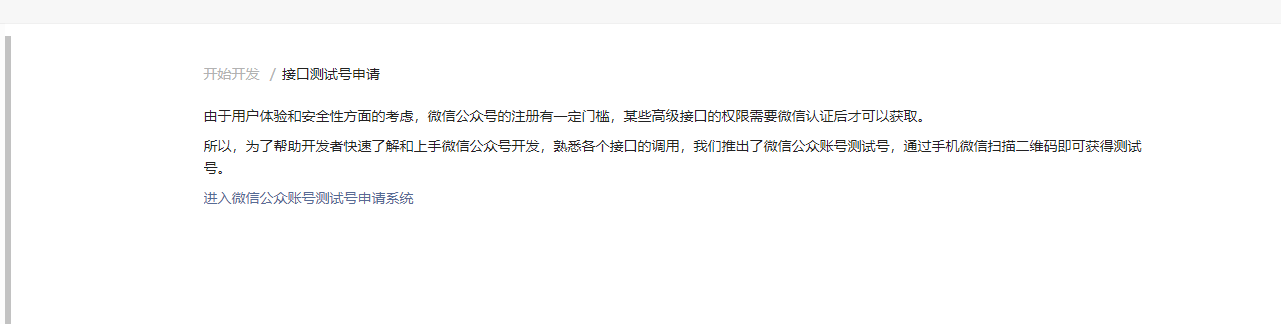 开始开发 / 接口测试号申请
由于用户体验和安全性方面的考虑，微信公众号的注册有一定门槛，某些高级接口的权限需要微信认证后才可以获取。
所以，为了帮助开发者快速了解和上手微信公众号开发，熟悉各个接口的调用，我们推出了微信公众账号测试号，通过手机微信扫描二维码即可获得测试
号。
进入微信公众账号测试号申请系统